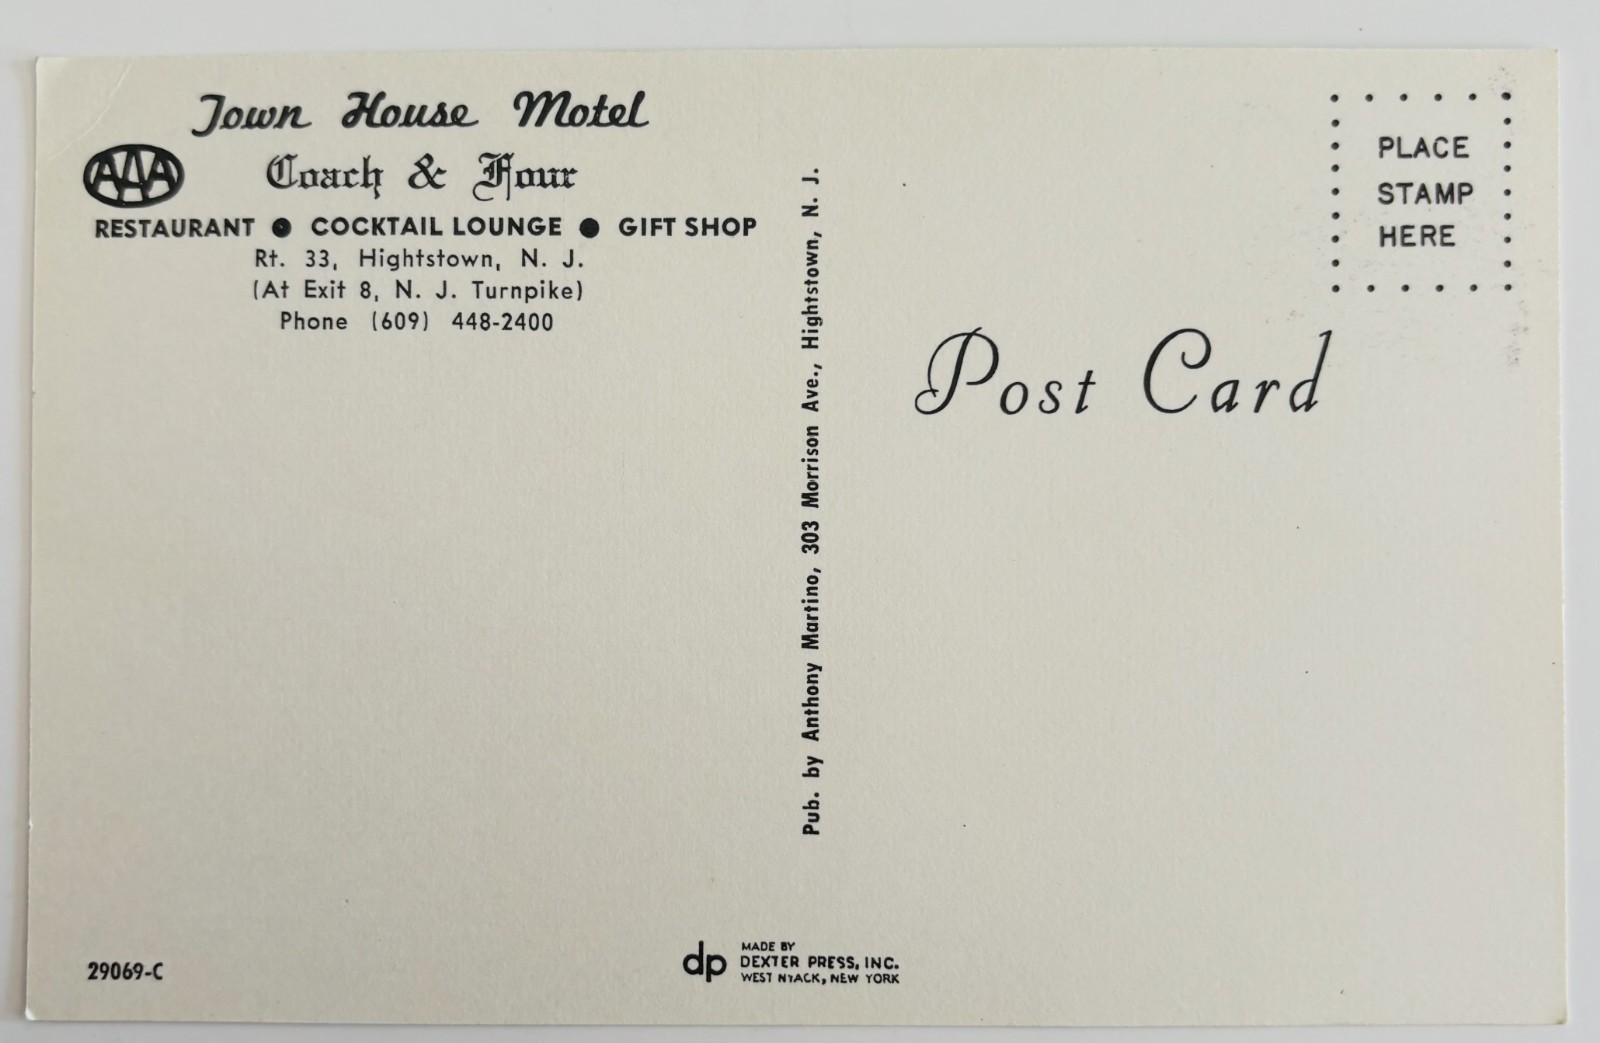 Town House Motel
AAA
Coach & Four
RESTAURANT ● COCKTAIL LOUNGE ● GIFT SHOP
Rt. 33, Hightstown, N. J.
(At Exit 8, N. J. Turnpike)
Phone (609) 448-2400
29069-C
Pub. by Anthony Martino, 303 Morrison Ave., Hightstown, N. J.
dp
MADE BY
DEXTER PRESS, INC.
WEST NYACK, NEW YORK
PLACE
STAMP
HERE
Post Card